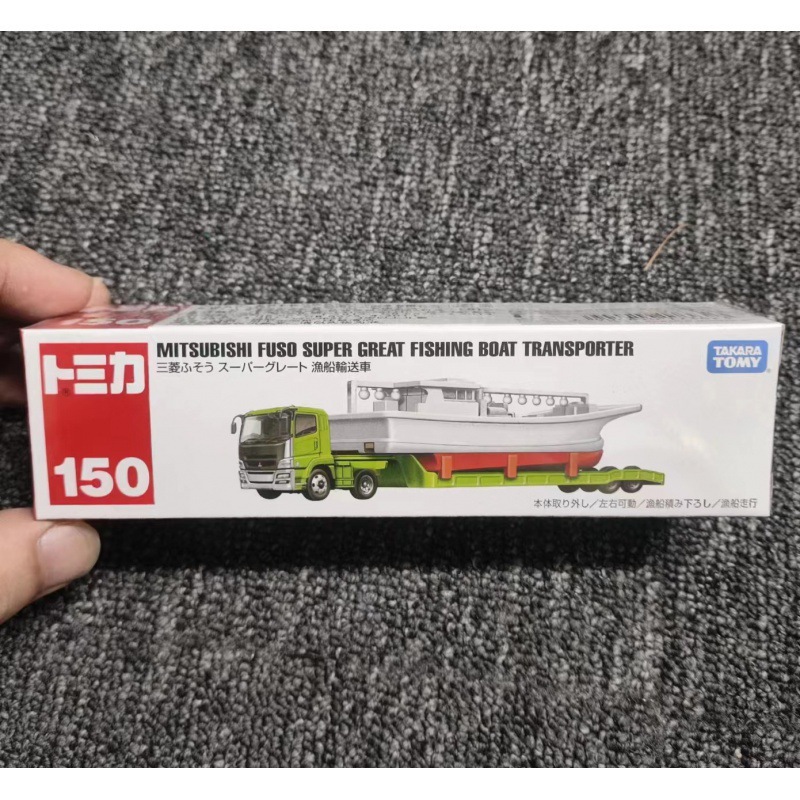 150
トミカ
150
MITSUBISHI FUSO SUPER GREAT FISHING BOAT TRANSPORTER
三菱ふそう スーパーグレート 漁船輸送車
TAKARA
TOMY
本体取り外し／左右可動／漁船積み下ろし／漁船走行